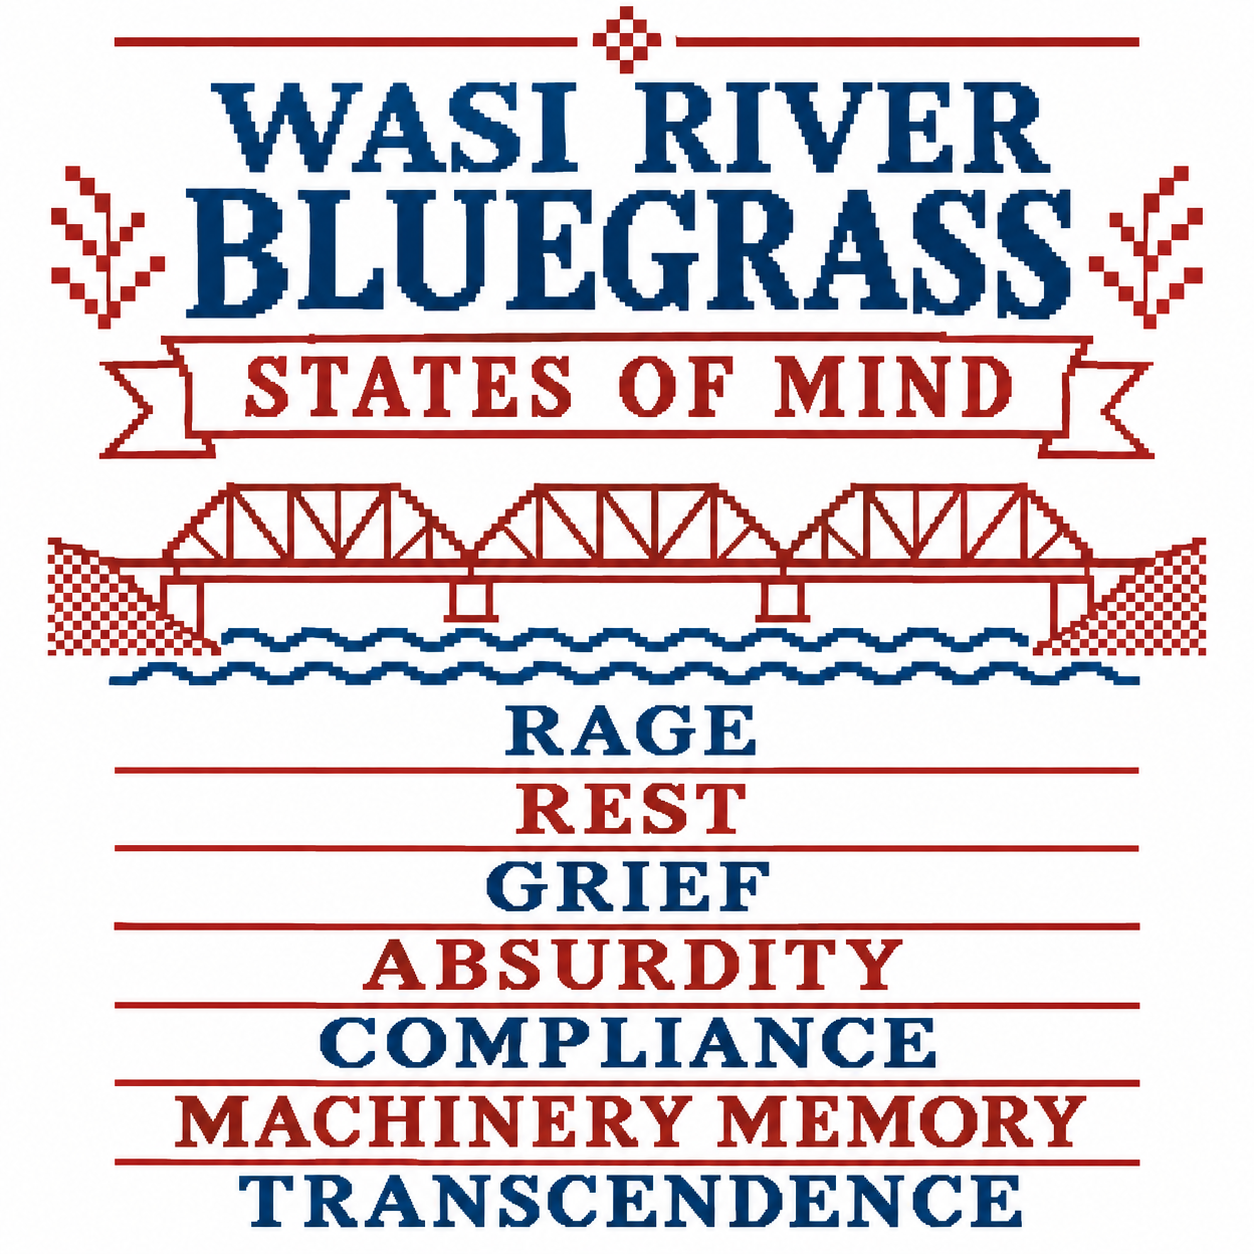 WASI RIVER
BLUEGRASS
STATES OF MIND
RAGE
REST
GRIEF
ABSURDITY
COMPLIANCE
MACHINERY MEMORY
TRANSCENDENCE